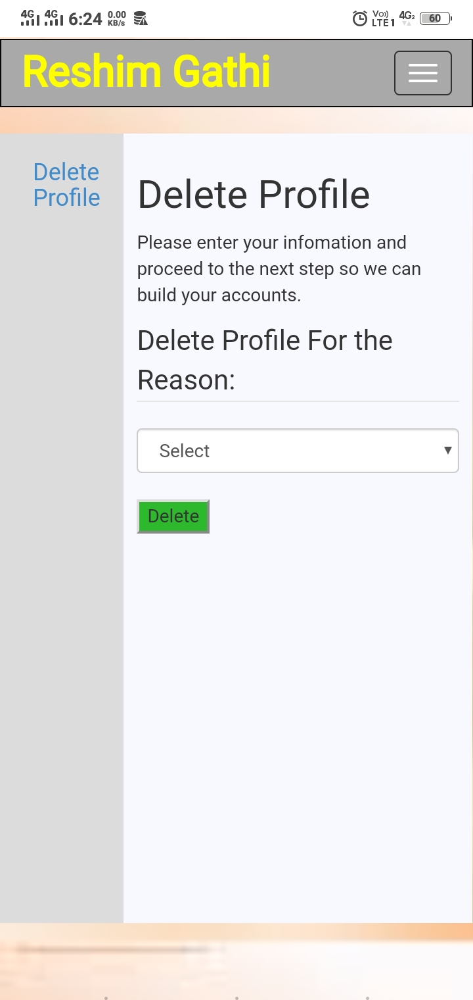 4G 4G 6:24 0.00 KB/s Vo)) LTE1 4G2 60
Reshim Gathi
Delete
Profile
Delete Profile
Please enter your infomation and
proceed to the next step so we can
build your accounts.
Delete Profile For the
Reason:
Select
Delete